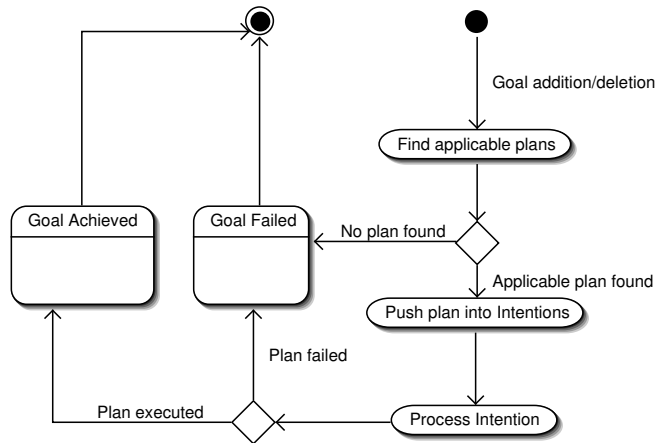 Goal addition/deletion
Find applicable plans
Goal Achieved
Goal Failed
No plan found
Applicable plan found
Push plan into Intentions
Plan failed
Plan executed
Process Intention